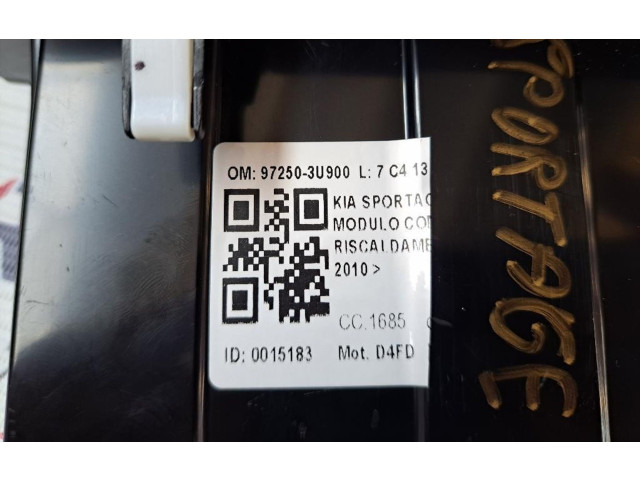 OM: 97250-3U900 L: 7 C4 13
KIA SPORTAG
MODULO CO
RISCALDAME
2010 >
CC.1685
ID: 0015183 Mot. D4FD
SPORTAGE